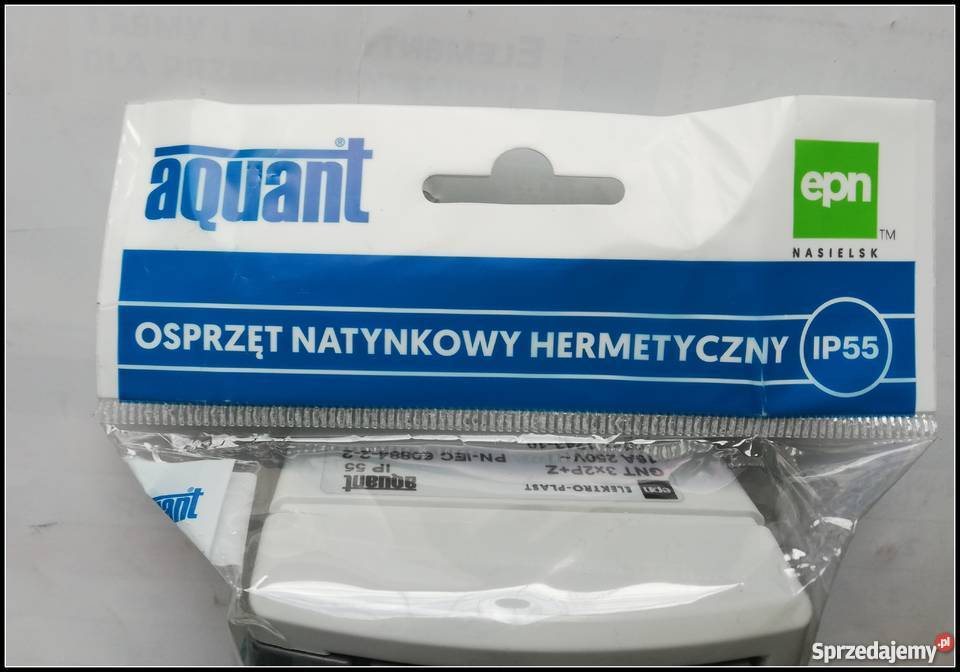 aquant®
epn
TM
NASIELSK
OSPRZĘT NATYNKOWY HERMETYCZNY IP55
aquant
epn ELEKTRO-PLAST
aquant
IP 55
GNT 3x2P+Z
16A 250V~
PN-IEC 60884-2-2
Sprzedajemy.pl